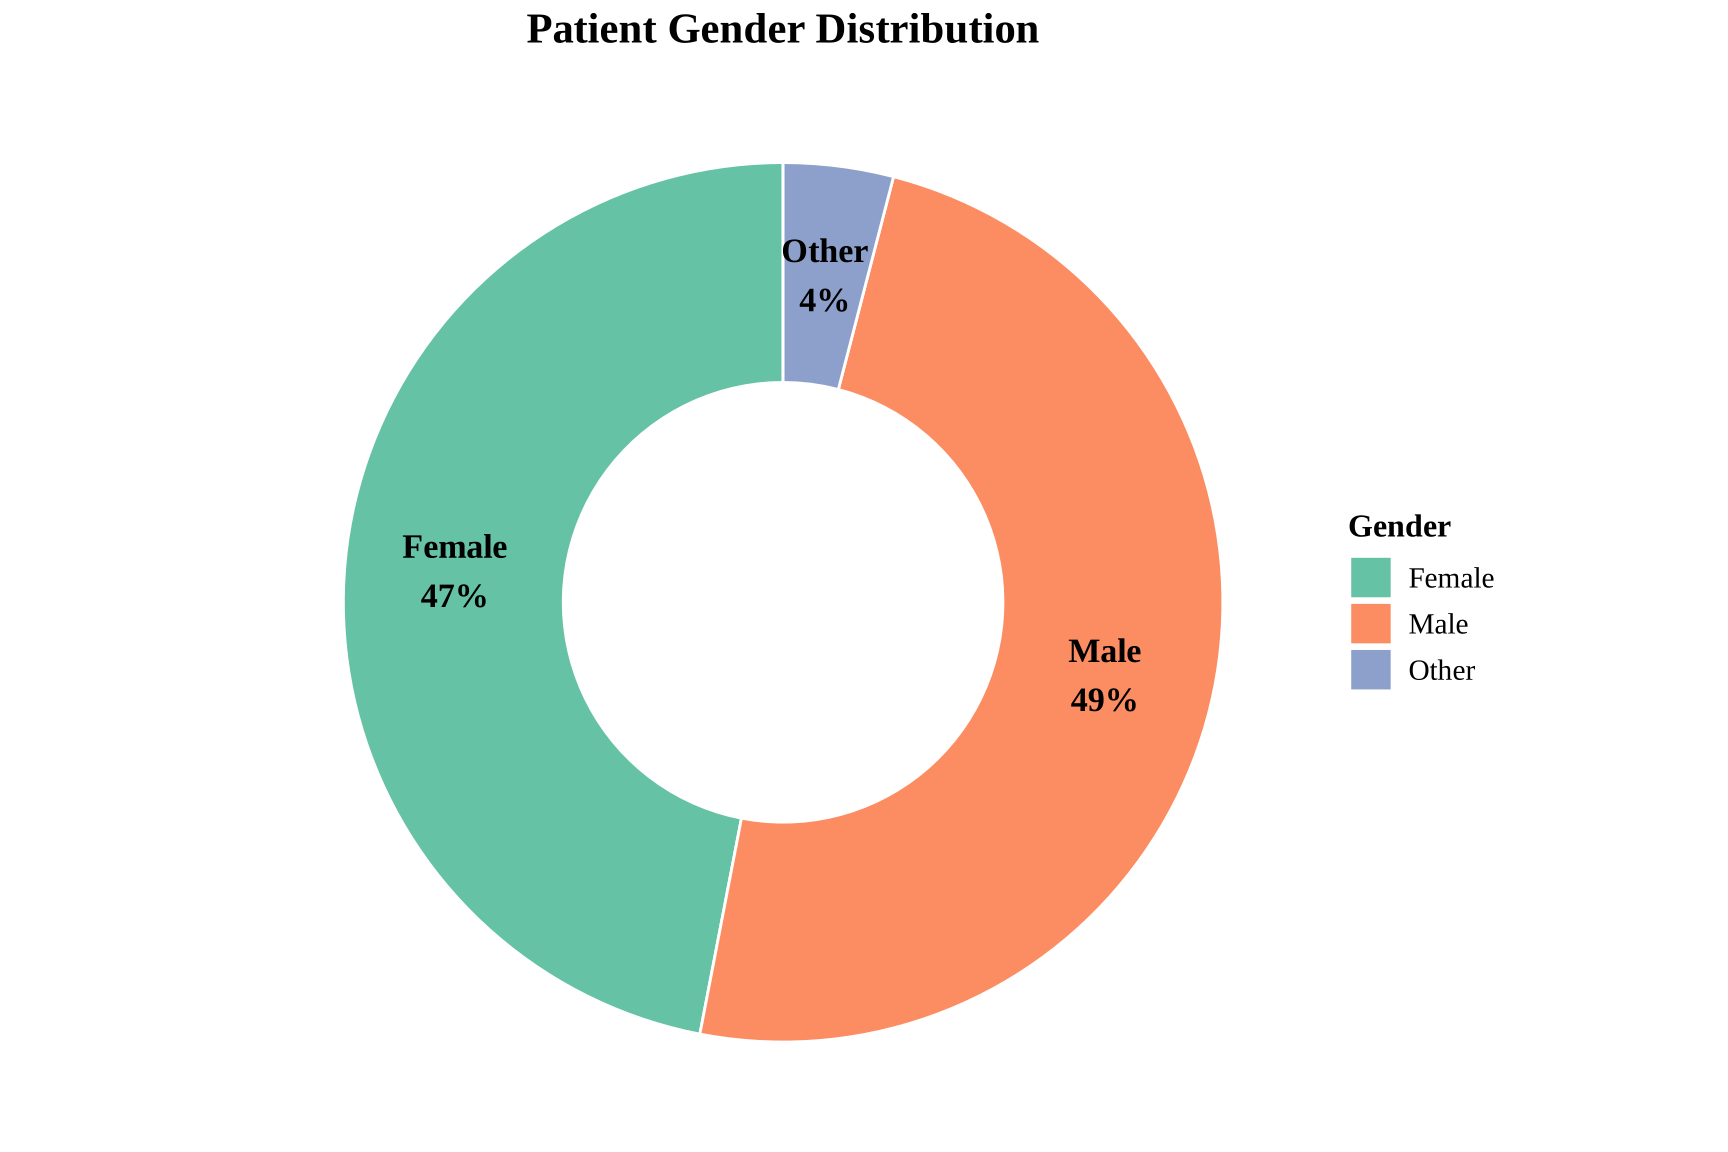 Patient Gender Distribution
Other
4%
Female
47%
Male
49%
Gender
Female
Male
Other